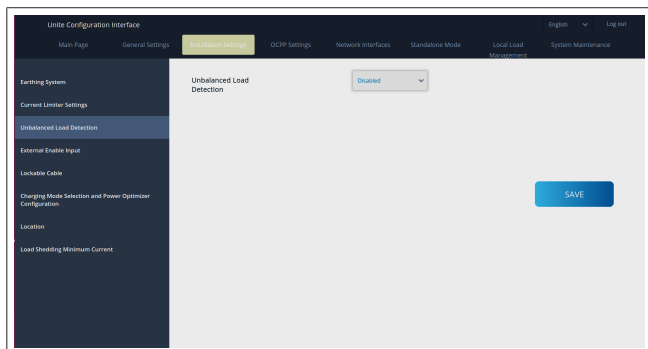 Unite Configuration Interface
English
Log out
Main Page
General Settings
Installation Settings
OCPP Settings
Network Interfaces
Standalone Mode
Local Load
Management
System Maintenance
Earthing System
Current Limiter Settings
Unbalanced Load Detection
External Enable Input
Lockable Cable
Charging Mode Selection and Power Optimizer
Configuration
Location
Load Shedding Minimum Current
Unbalanced Load
Detection
Disabled
SAVE